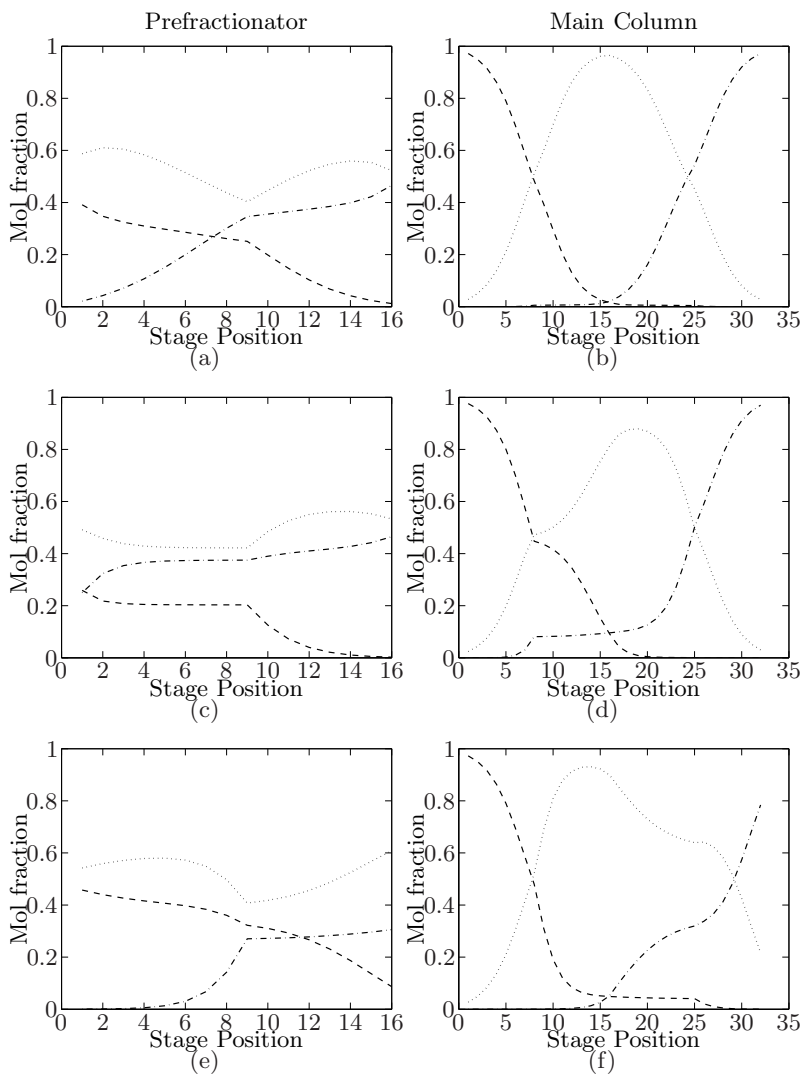 Prefractionator
Main Column
1
0.8
0.6
0.4
0.2
0
Mol fraction
0 2 4 6 8 10 12 14 16
Stage Position
(a)
1
0.8
0.6
0.4
0.2
0
Mol fraction
0 5 10 15 20 25 30 35
Stage Position
(b)
1
0.8
0.6
0.4
0.2
0
Mol fraction
0 2 4 6 8 10 12 14 16
Stage Position
(c)
1
0.8
0.6
0.4
0.2
0
Mol fraction
0 5 10 15 20 25 30 35
Stage Position
(d)
1
0.8
0.6
0.4
0.2
0
Mol fraction
0 2 4 6 8 10 12 14 16
Stage Position
(e)
1
0.8
0.6
0.4
0.2
0
Mol fraction
0 5 10 15 20 25 30 35
Stage Position
(f)